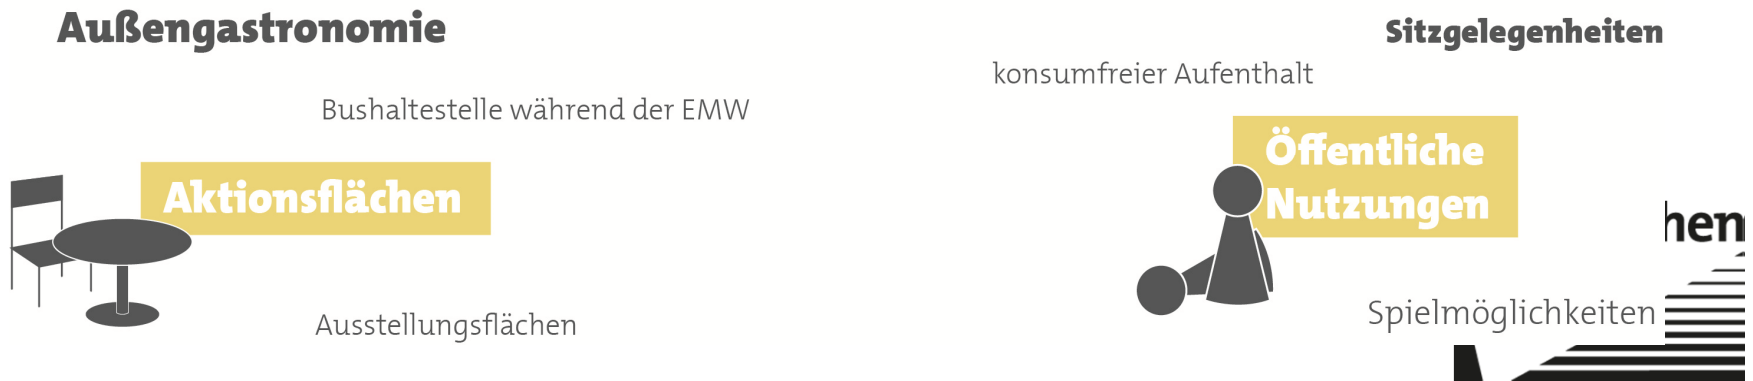 Außengastronomie
Bushaltestelle während der EMW
Aktionsflächen
Ausstellungsflächen
Sitzgelegenheiten
konsumfreier Aufenthalt
Öffentliche
Nutzungen
Spielmöglichkeiten